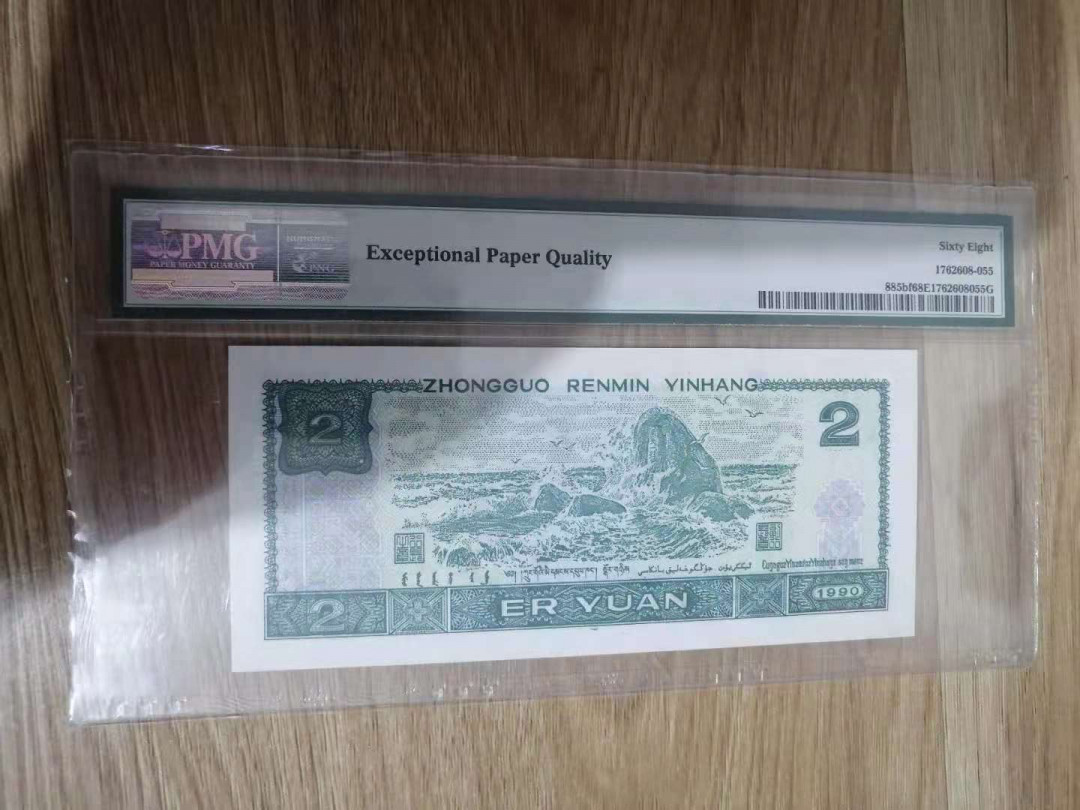 PMG
PAPER MONEY GUARANTY
PNG
Exceptional Paper Quality
Sixty Eight
1762608-055
885bf68E1762608055G
ZHONGGUO RENMIN YINHANG
2
2
2
ER YUAN
1990